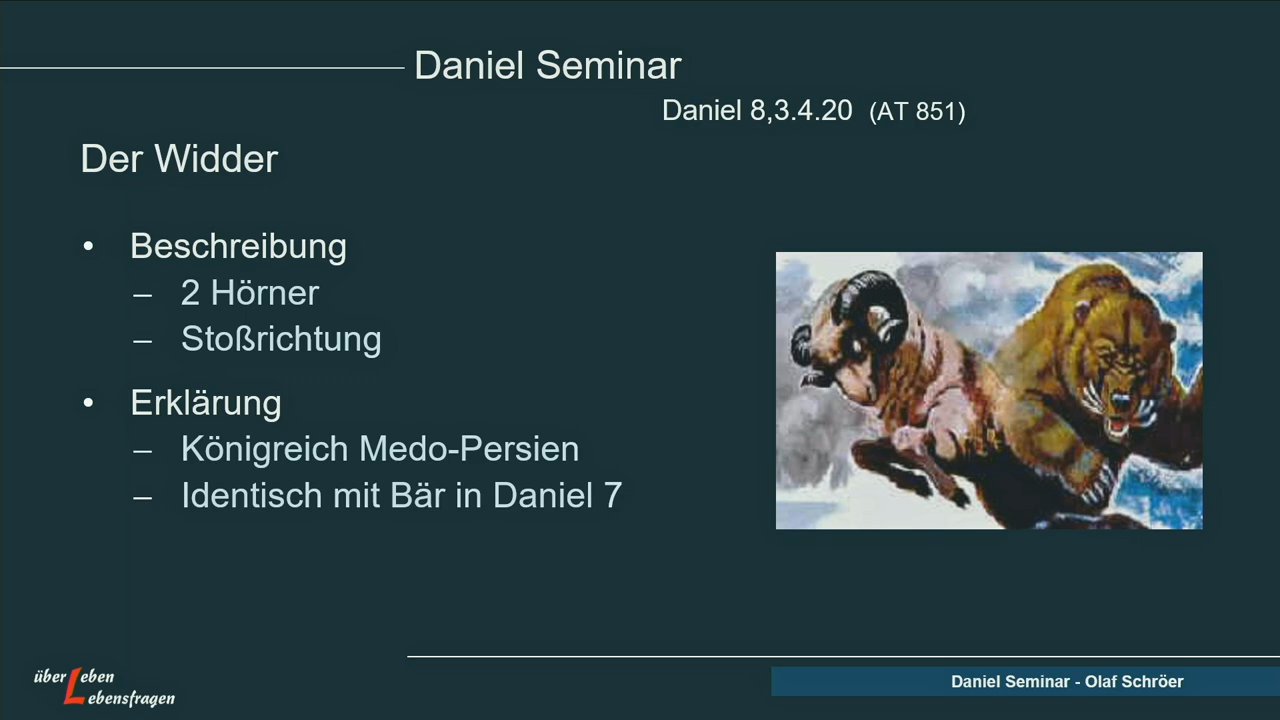 Daniel Seminar
Daniel 8,3.4.20 (AT 851)
Der Widder
• Beschreibung
– 2 Hörner
– Stoßrichtung
• Erklärung
– Königreich Medo-Persien
– Identisch mit Bär in Daniel 7
über Leben
Lebensfragen
Daniel Seminar - Olaf Schröer